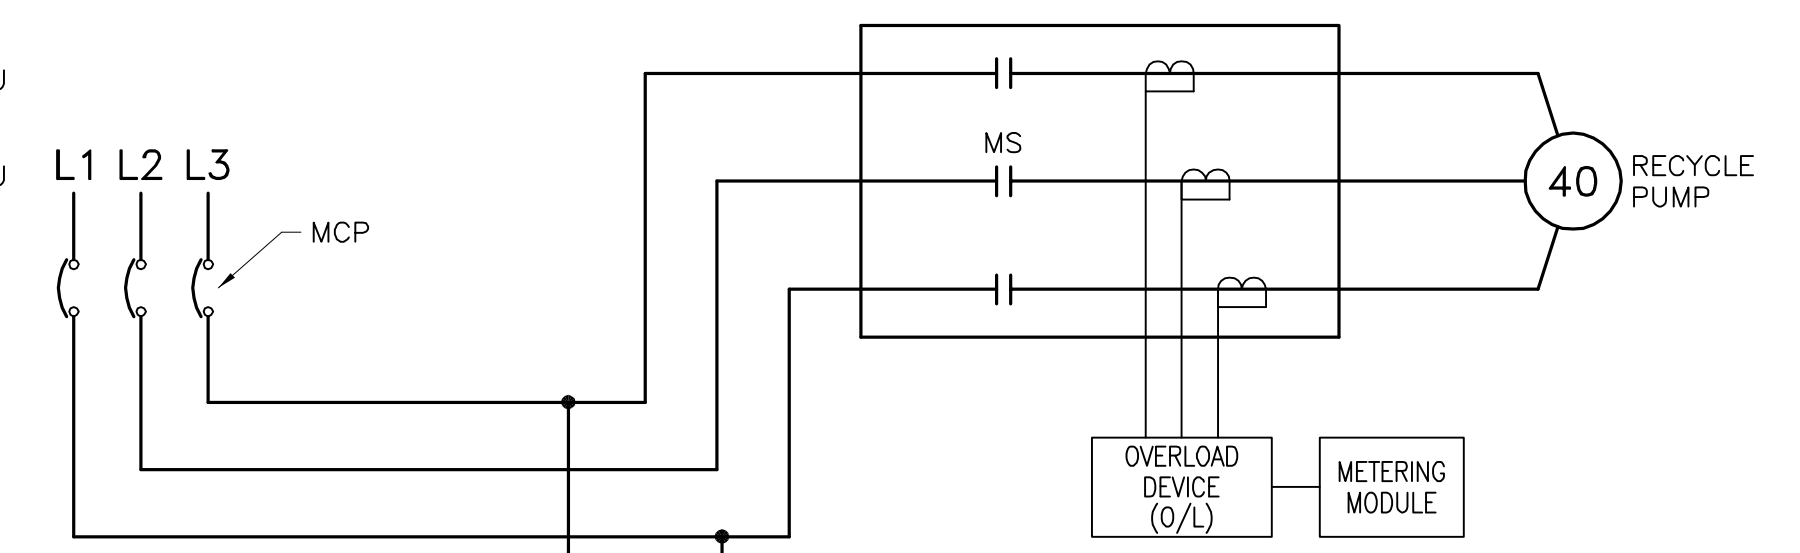 L1 L2 L3
MCP
MS
40
RECYCLE
PUMP
OVERLOAD
DEVICE
(O/L)
METERING
MODULE